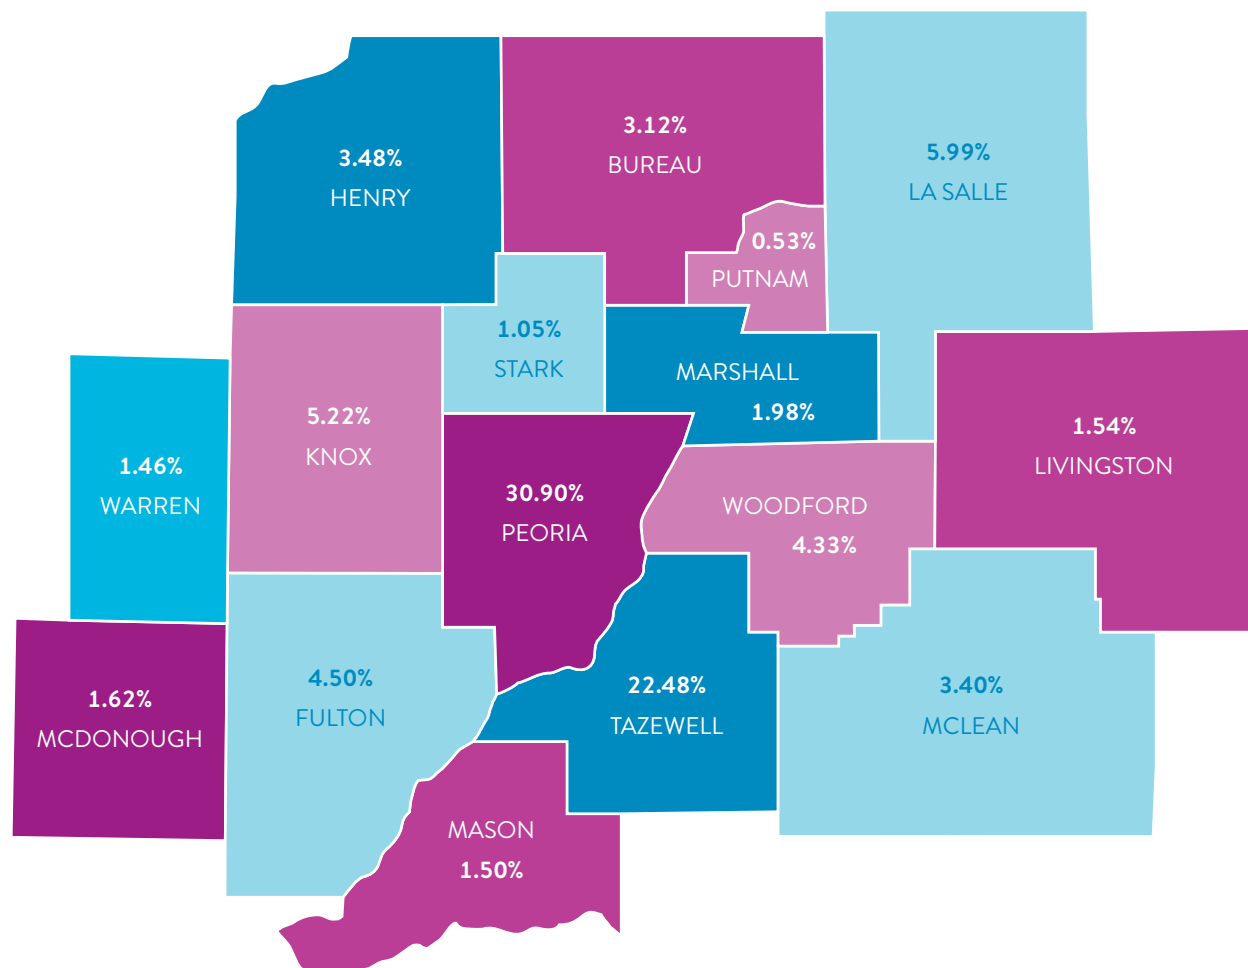 3.12%
BUREAU
5.99%
LA SALLE
3.48%
HENRY
0.53%
PUTNAM
1.05%
STARK
MARSHALL
1.98%
5.22%
KNOX
1.54%
LIVINGSTON
1.46%
WARREN
30.90%
PEORIA
WOODFORD
4.33%
4.50%
FULTON
22.48%
TAZEWELL
3.40%
MCLEAN
1.62%
MCDONOUGH
MASON
1.50%